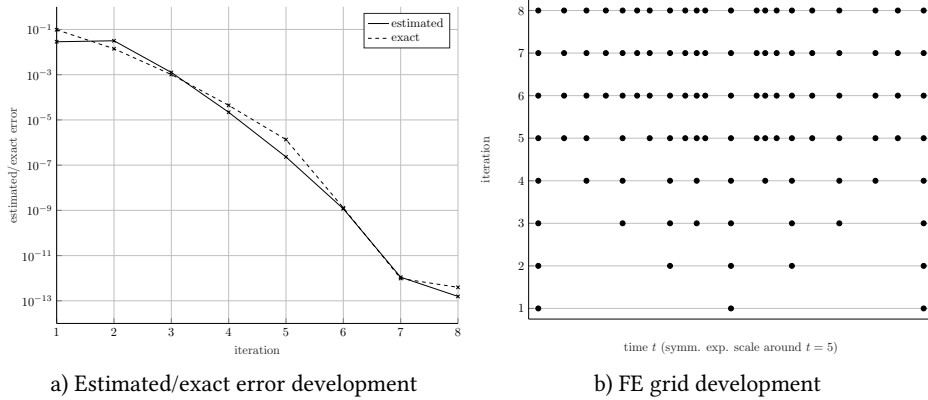 10⁻¹
10⁻³
10⁻⁵
10⁻⁷
10⁻⁹
10⁻¹¹
10⁻¹³
estimated/exact error
estimated
exact
1 2 3 4 5 6 7 8
iteration
a) Estimated/exact error development
8
7
6
5
4
3
2
1
iteration
time t (symm. exp. scale around t = 5)
b) FE grid development